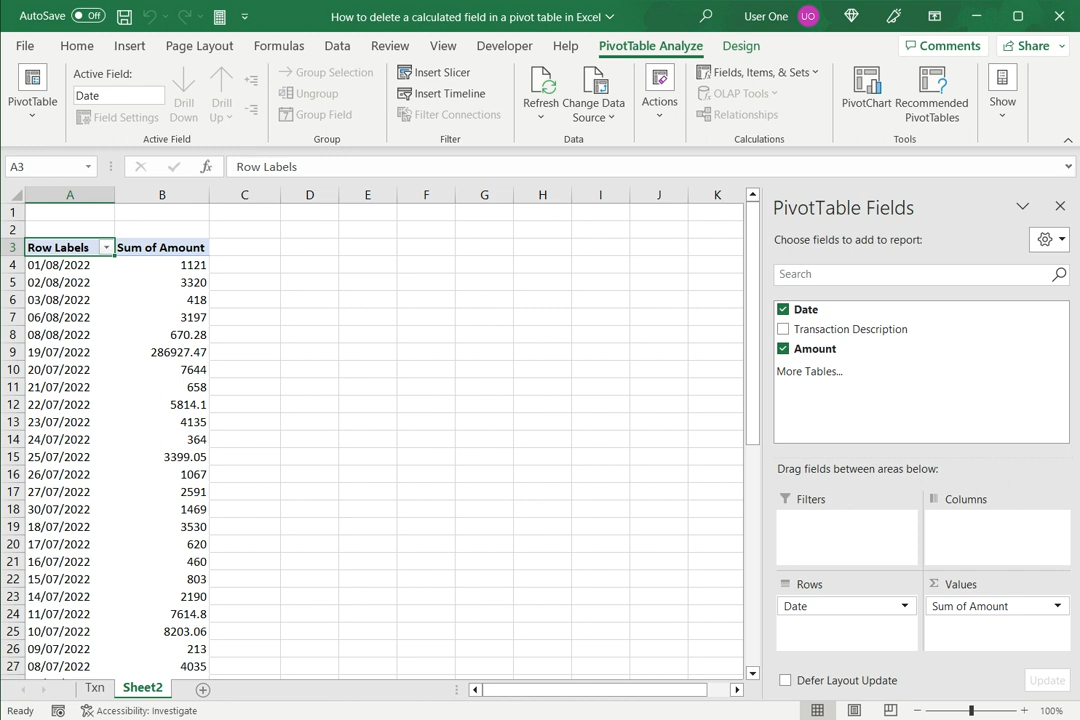 AutoSave Off How to delete a calculated field in a pivot table in Excel User One UO
File Home Insert Page Layout Formulas Data Review View Developer Help PivotTable Analyze Design Comments Share
PivotTable
Active Field:
Date
Field Settings
Drill Down
Drill Up
Active Field
Group Selection
Ungroup
Group Field
Group
Insert Slicer
Insert Timeline
Filter Connections
Filter
Refresh
Change Data Source
Data
Actions
Fields, Items, & Sets
OLAP Tools
Relationships
Calculations
PivotChart
Recommended PivotTables
Tools
Show
A3 fx Row Labels
A B C D E F G H I J K
1
2
3 Row Labels Sum of Amount
4 01/08/2022 1121
5 02/08/2022 3320
6 03/08/2022 418
7 06/08/2022 3197
8 08/08/2022 670.28
9 19/07/2022 286927.47
10 20/07/2022 7644
11 21/07/2022 658
12 22/07/2022 5814.1
13 23/07/2022 4135
14 24/07/2022 364
15 25/07/2022 3399.05
16 26/07/2022 1067
17 27/07/2022 2591
18 30/07/2022 1469
19 18/07/2022 3530
20 17/07/2022 620
21 16/07/2022 460
22 15/07/2022 803
23 14/07/2022 2190
24 11/07/2022 7614.8
25 10/07/2022 8203.06
26 09/07/2022 213
27 08/07/2022 4035
PivotTable Fields
Choose fields to add to report:
Search
Date
Transaction Description
Amount
More Tables...
Drag fields between areas below:
Filters Columns
Rows Σ Values
Date Sum of Amount
Defer Layout Update Update
Txn Sheet2
Ready Accessibility: Investigate 100%